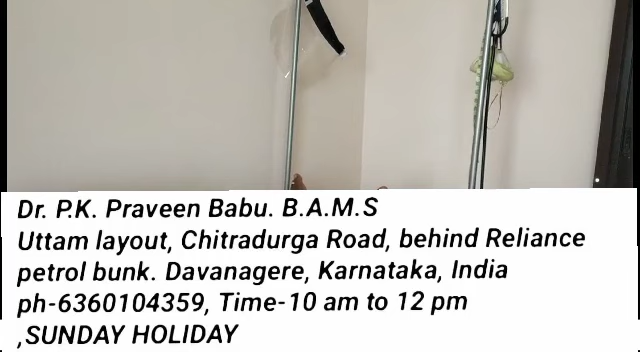 Dr. P.K. Praveen Babu. B.A.M.S
Uttam layout, Chitradurga Road, behind Reliance
petrol bunk. Davanagere, Karnataka, India
ph-6360104359, Time-10 am to 12 pm
,SUNDAY HOLIDAY